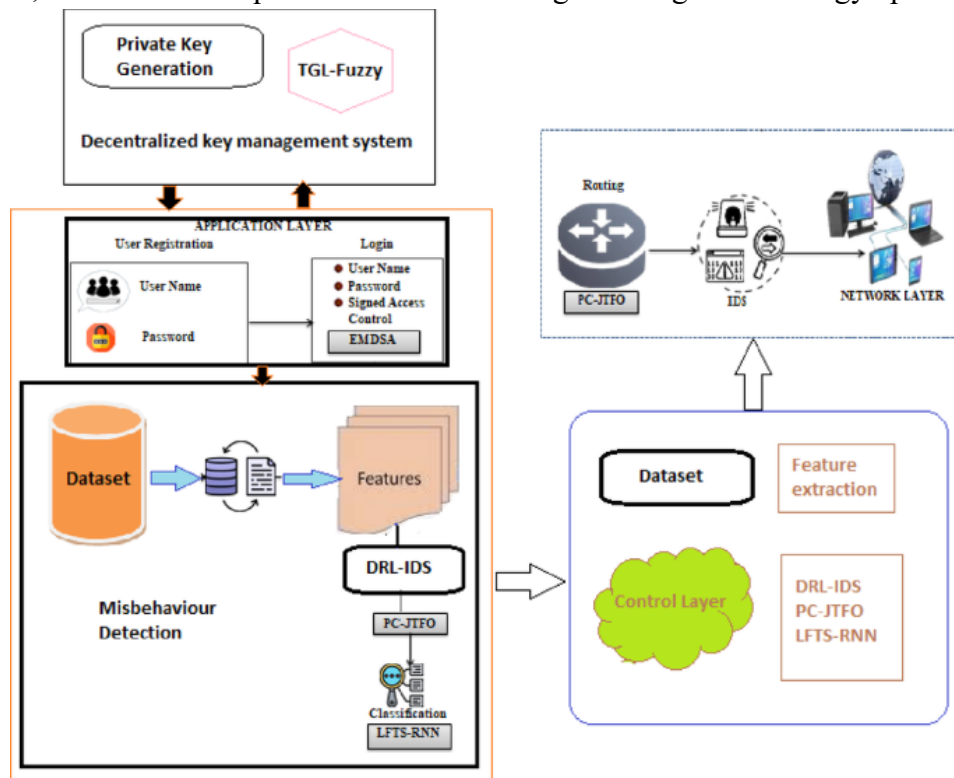 Private Key
Generation
TGL-Fuzzy
Decentralized key management system
APPLICATION LAYER
User Registration
User Name
Password
Login
User Name
Password
Signed Access
Control
EMDSA
Dataset
Features
DRL-IDS
Misbehaviour
Detection
PC-JTFO
Classification
LFTS-RNN
Routing
PC-JTFO
IDS
NETWORK LAYER
Dataset
Feature
extraction
Control Layer
DRL-IDS
PC-JTFO
LFTS-RNN